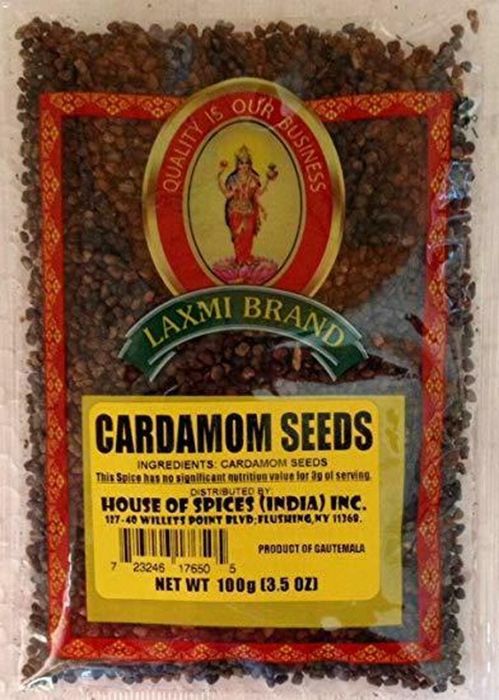 QUALITY IS OUR BUSINESS
LAXMI BRAND
CARDAMOM SEEDS
INGREDIENTS: CARDAMOM SEEDS
This Spice has no significant nutrition value for 3g of serving.
DISTRIBUTED BY:
HOUSE OF SPICES (INDIA) INC.
127-40 WILLETS POINT BLVD; FLUSHING, NY 11368.
PRODUCT OF GAUTEMALA
7 23246 17650 5
NET WT 100g (3.5 OZ)